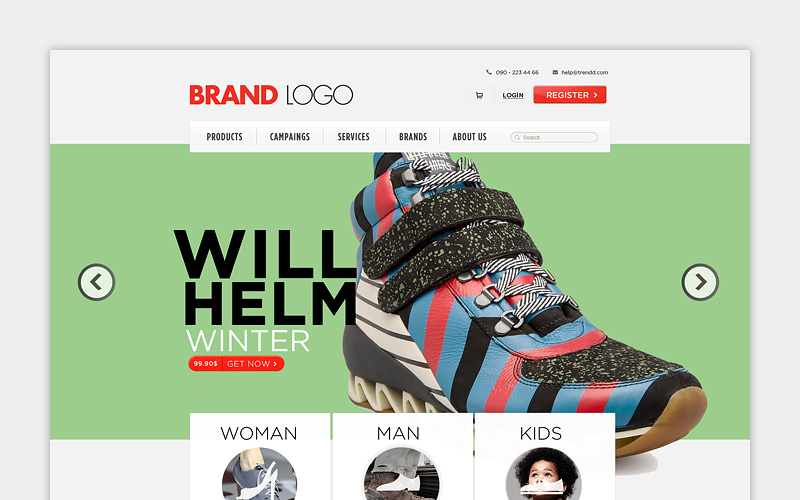 090 - 223 44 66
help@trendd.com
BRAND LOGO
LOGİN
REGISTER
PRODUCTS
CAMPAINGS
SERVICES
BRANDS
ABOUT US
Search
WILL
HELM
WINTER
99.90$ GET NOW
WOMAN
MAN
KIDS